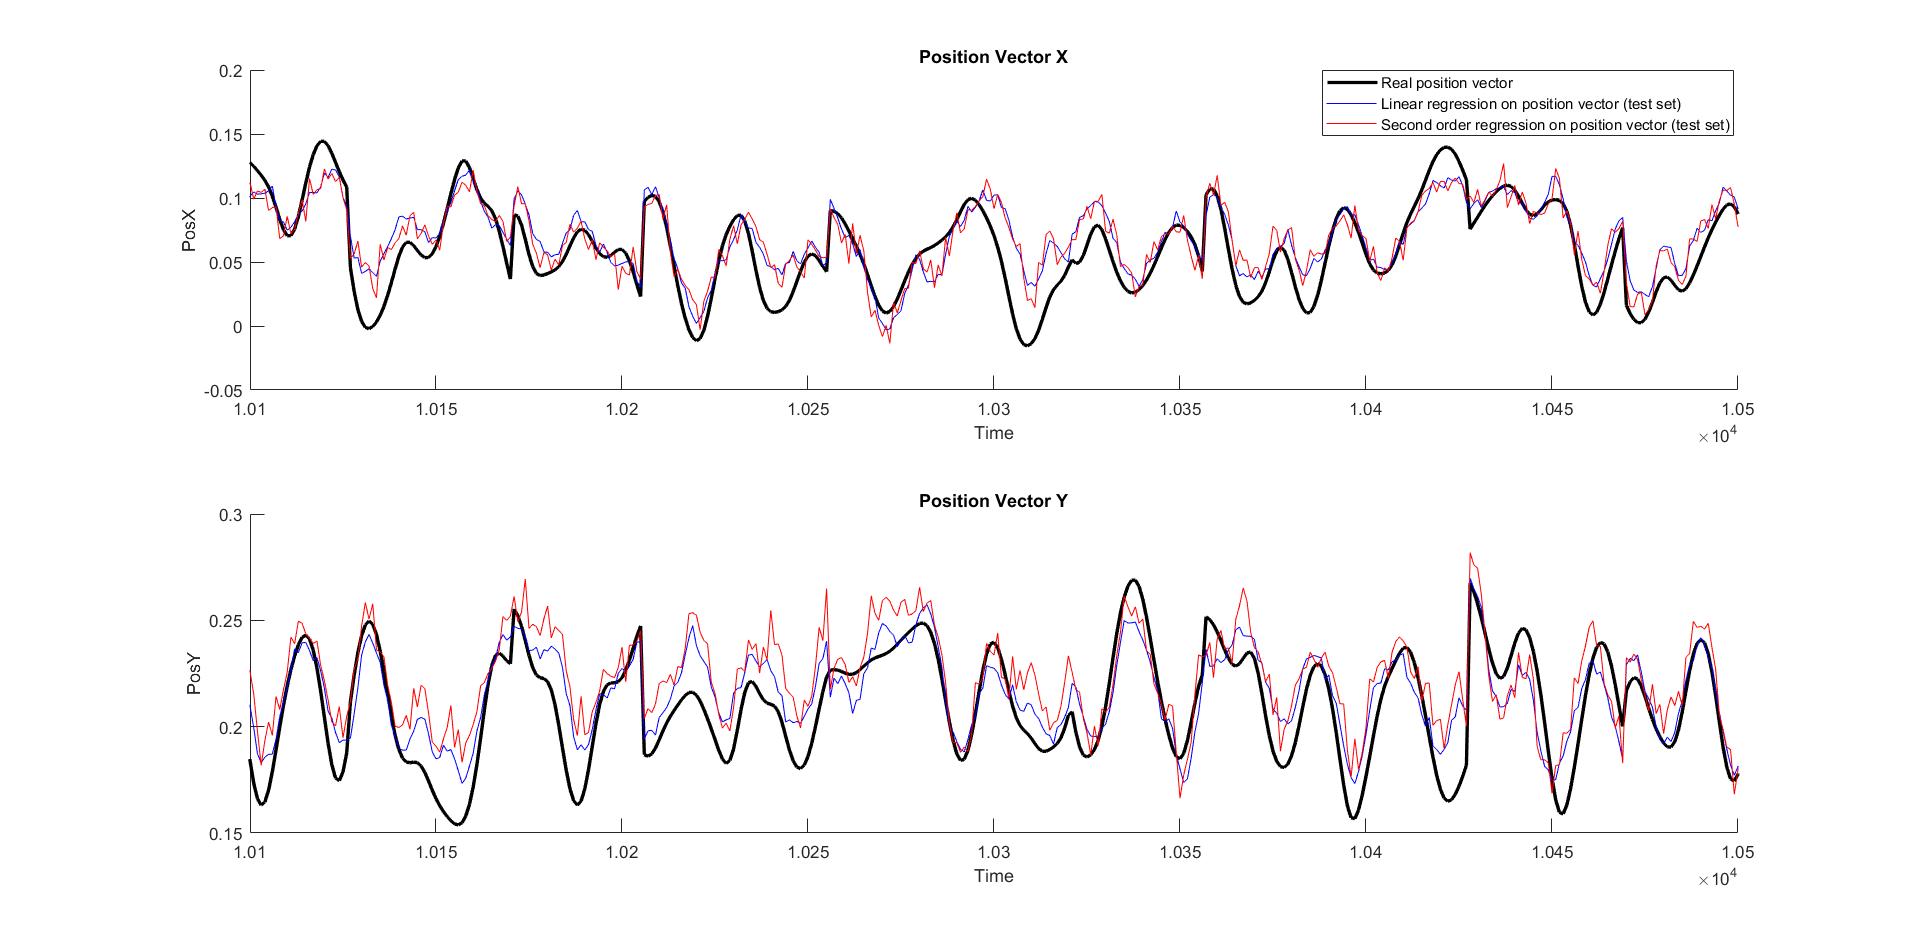 Position Vector X
0.2
0.15
0.1
0.05
0
-0.05
PosX
Real position vector
Linear regression on position vector (test set)
Second order regression on position vector (test set)
1.01 1.015 1.02 1.025 1.03 1.035 1.04 1.045 1.05
Time
×10^4
Position Vector Y
0.3
0.25
0.2
0.15
PosY
1.01 1.015 1.02 1.025 1.03 1.035 1.04 1.045 1.05
Time
×10^4